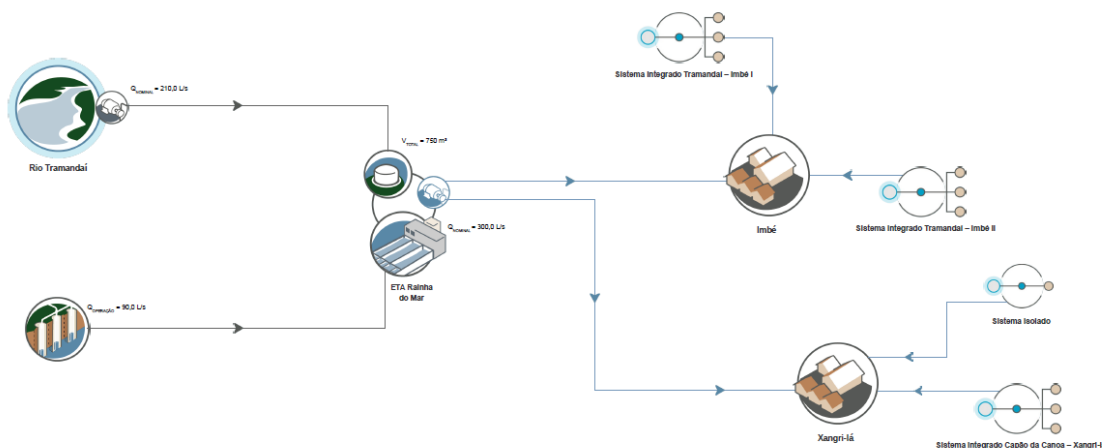 Sistema Integrado Tramandaí – Imbé I
QNOMINAL = 210,0 L/s
Rio Tramandaí
VTOTAL = 750 m³
QNOMINAL = 300,0 L/s
ETA Rainha
do Mar
Imbé
Sistema Integrado Tramandaí – Imbé II
QOPERAÇÃO = 90,0 L/s
Sistema Isolado
Xangri-lá
Sistema Integrado Capão da Canoa – Xangri-l